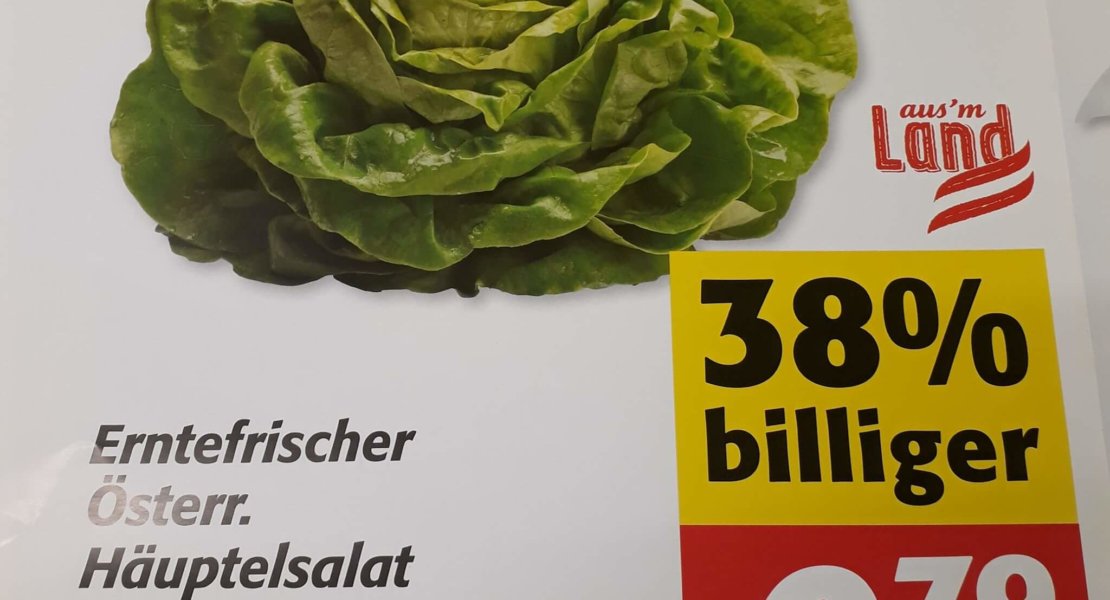 aus'm
Land
38%
billiger
Erntefrischer
Österr.
Häuptelsalat